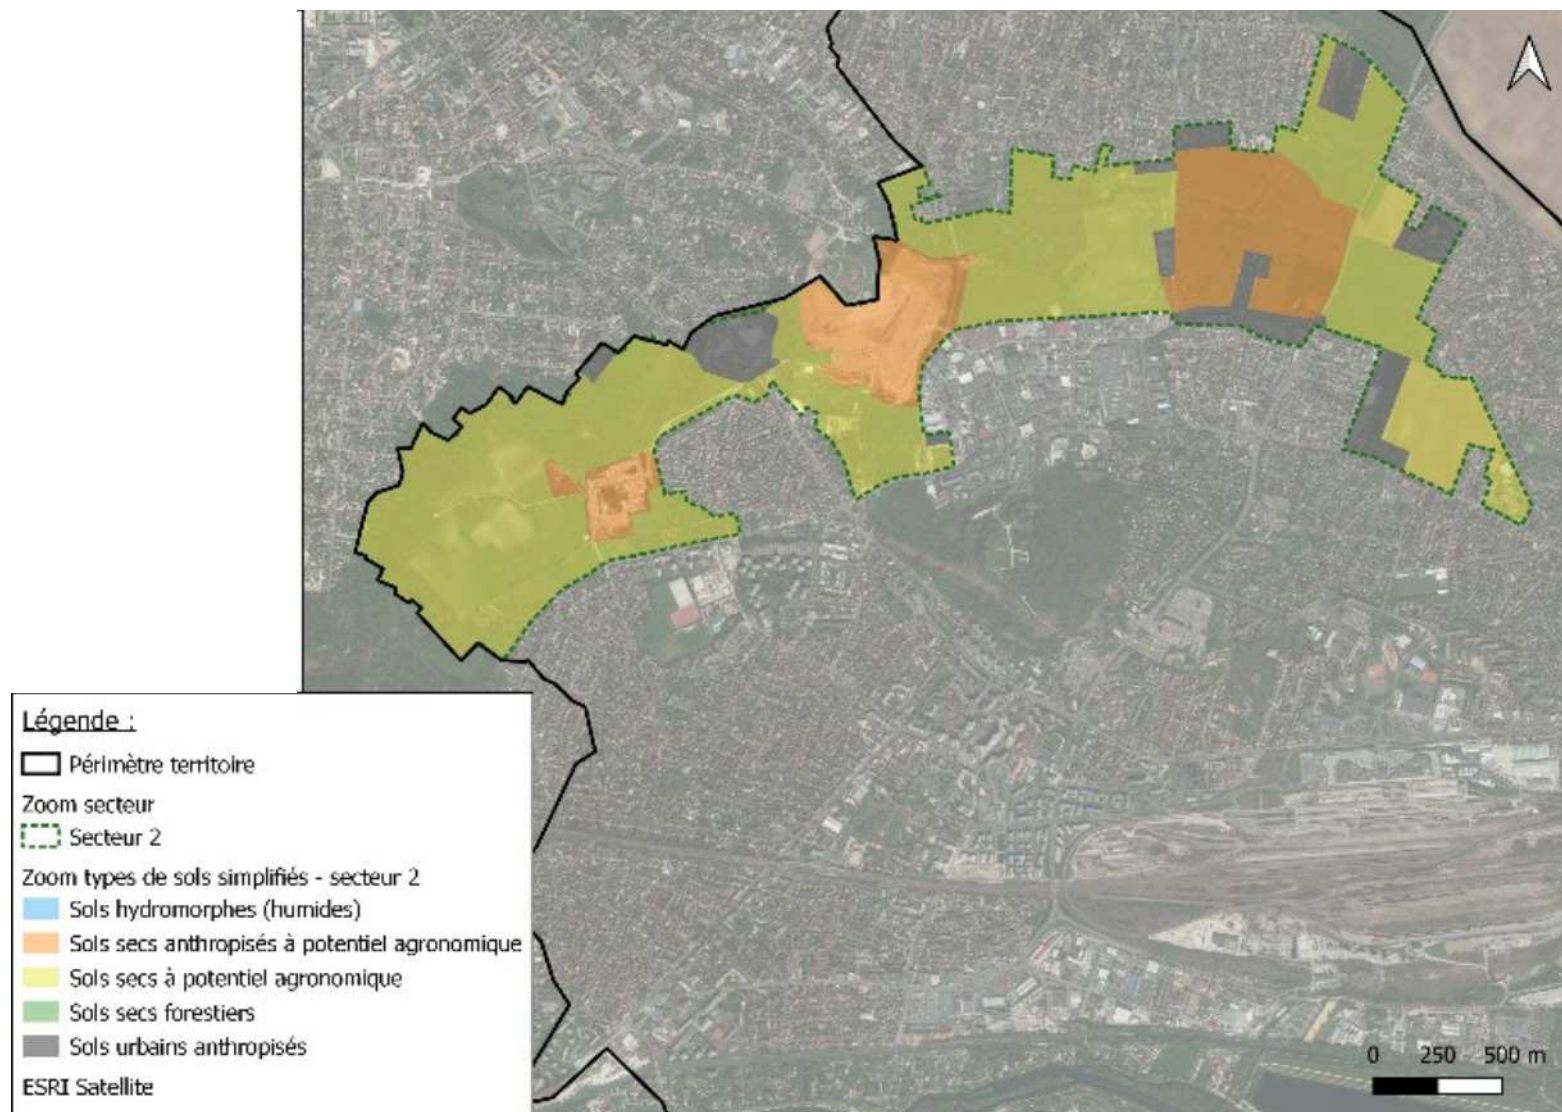 Légende :
Périmètre territoire
Zoom secteur
Secteur 2
Zoom types de sols simplifiés - secteur 2
Sols hydromorphes (humides)
Sols secs anthropisés à potentiel agronomique
Sols secs à potentiel agronomique
Sols secs forestiers
Sols urbains anthropisés
ESRI Satellite
0 250 500 m